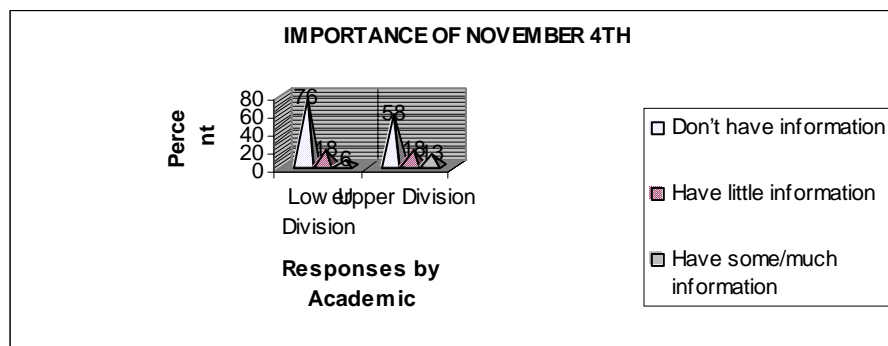 IMPORTANCE OF NOVEMBER 4TH
80
60
40
20
0
76
18
6
58
18
13
Perce
nt
Lower
Division
Upper Division
Responses by
Academic
Don't have information
Have little information
Have some/much
information